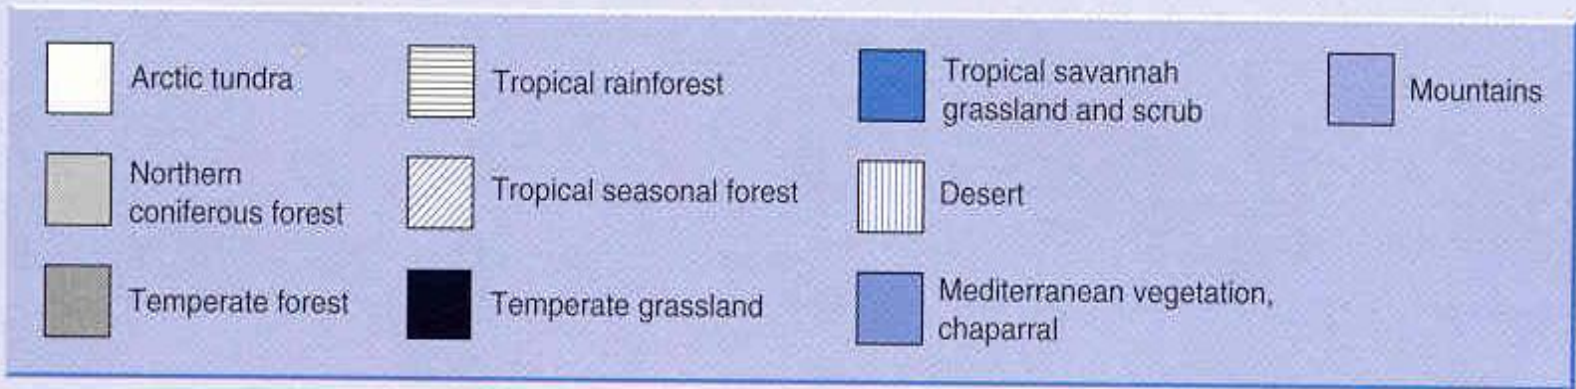 Arctic tundra
Northern
coniferous forest
Temperate forest
Tropical rainforest
Tropical seasonal forest
Temperate grassland
Tropical savannah
grassland and scrub
Desert
Mediterranean vegetation,
chaparral
Mountains